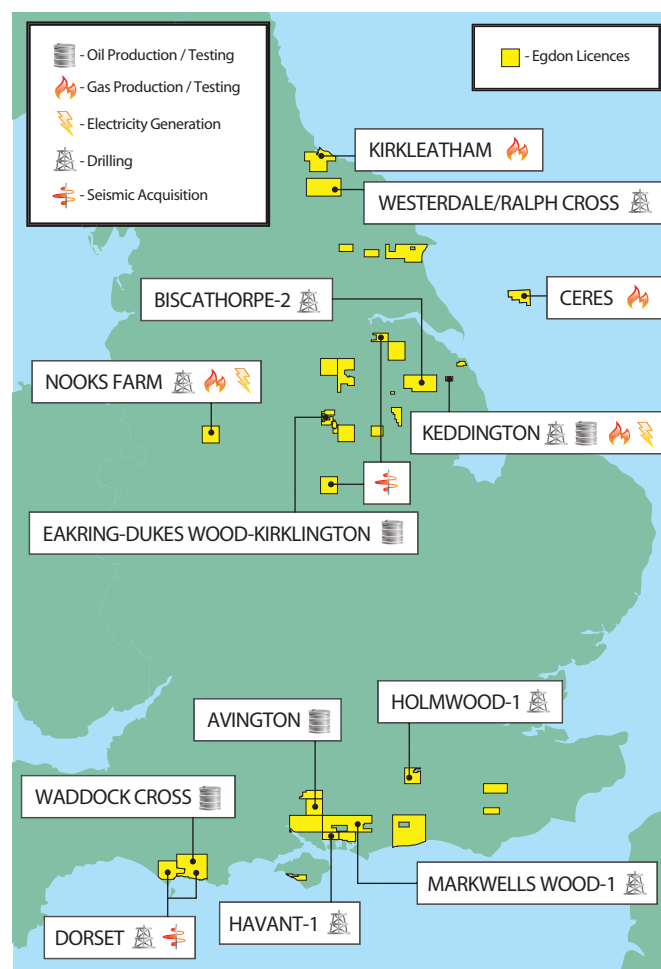 - Oil Production / Testing
- Gas Production / Testing
- Electricity Generation
- Drilling
- Seismic Acquisition
- Egdon Licences
KIRKLEATHAM
WESTERDALE/RALPH CROSS
BISCATHORPE-2
CERES
NOOKS FARM
KEDDINGTON
EAKRING-DUKES WOOD-KIRKLINGTON
HOLMWOOD-1
AVINGTON
WADDOCK CROSS
MARKWELLS WOOD-1
HAVANT-1
DORSET